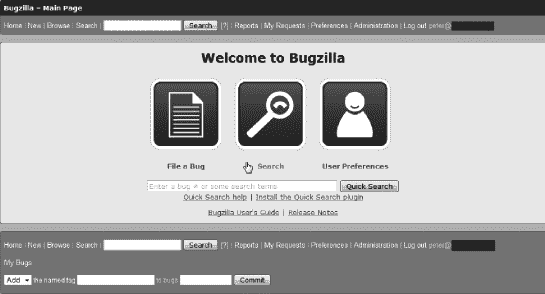 Bugzilla – Main Page
Home | New | Browse | Search | Search [?] | Reports | My Requests | Preferences | Administration | Log out peter@
Welcome to Bugzilla
File a Bug Search User Preferences
Enter a bug # or some search terms Quick Search
Quick Search help | Install the Quick Search plugin
Bugzilla User's Guide | Release Notes
Home | New | Browse | Search | Search [?] | Reports | My Requests | Preferences | Administration | Log out peter@
My Bugs
Add the named tag to bugs Commit